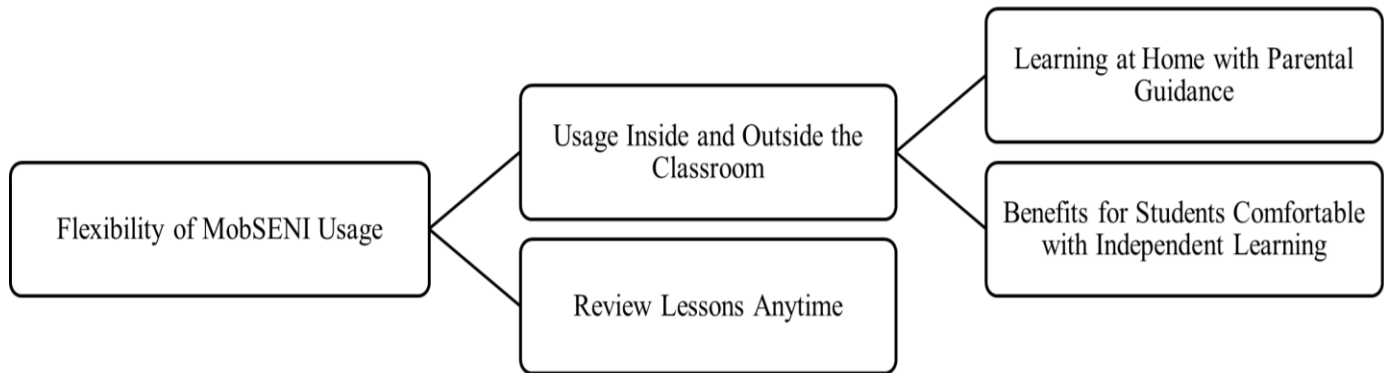 Flexibility of MobSENI Usage
Usage Inside and Outside the
Classroom
Review Lessons Anytime
Learning at Home with Parental
Guidance
Benefits for Students Comfortable
with Independent Learning